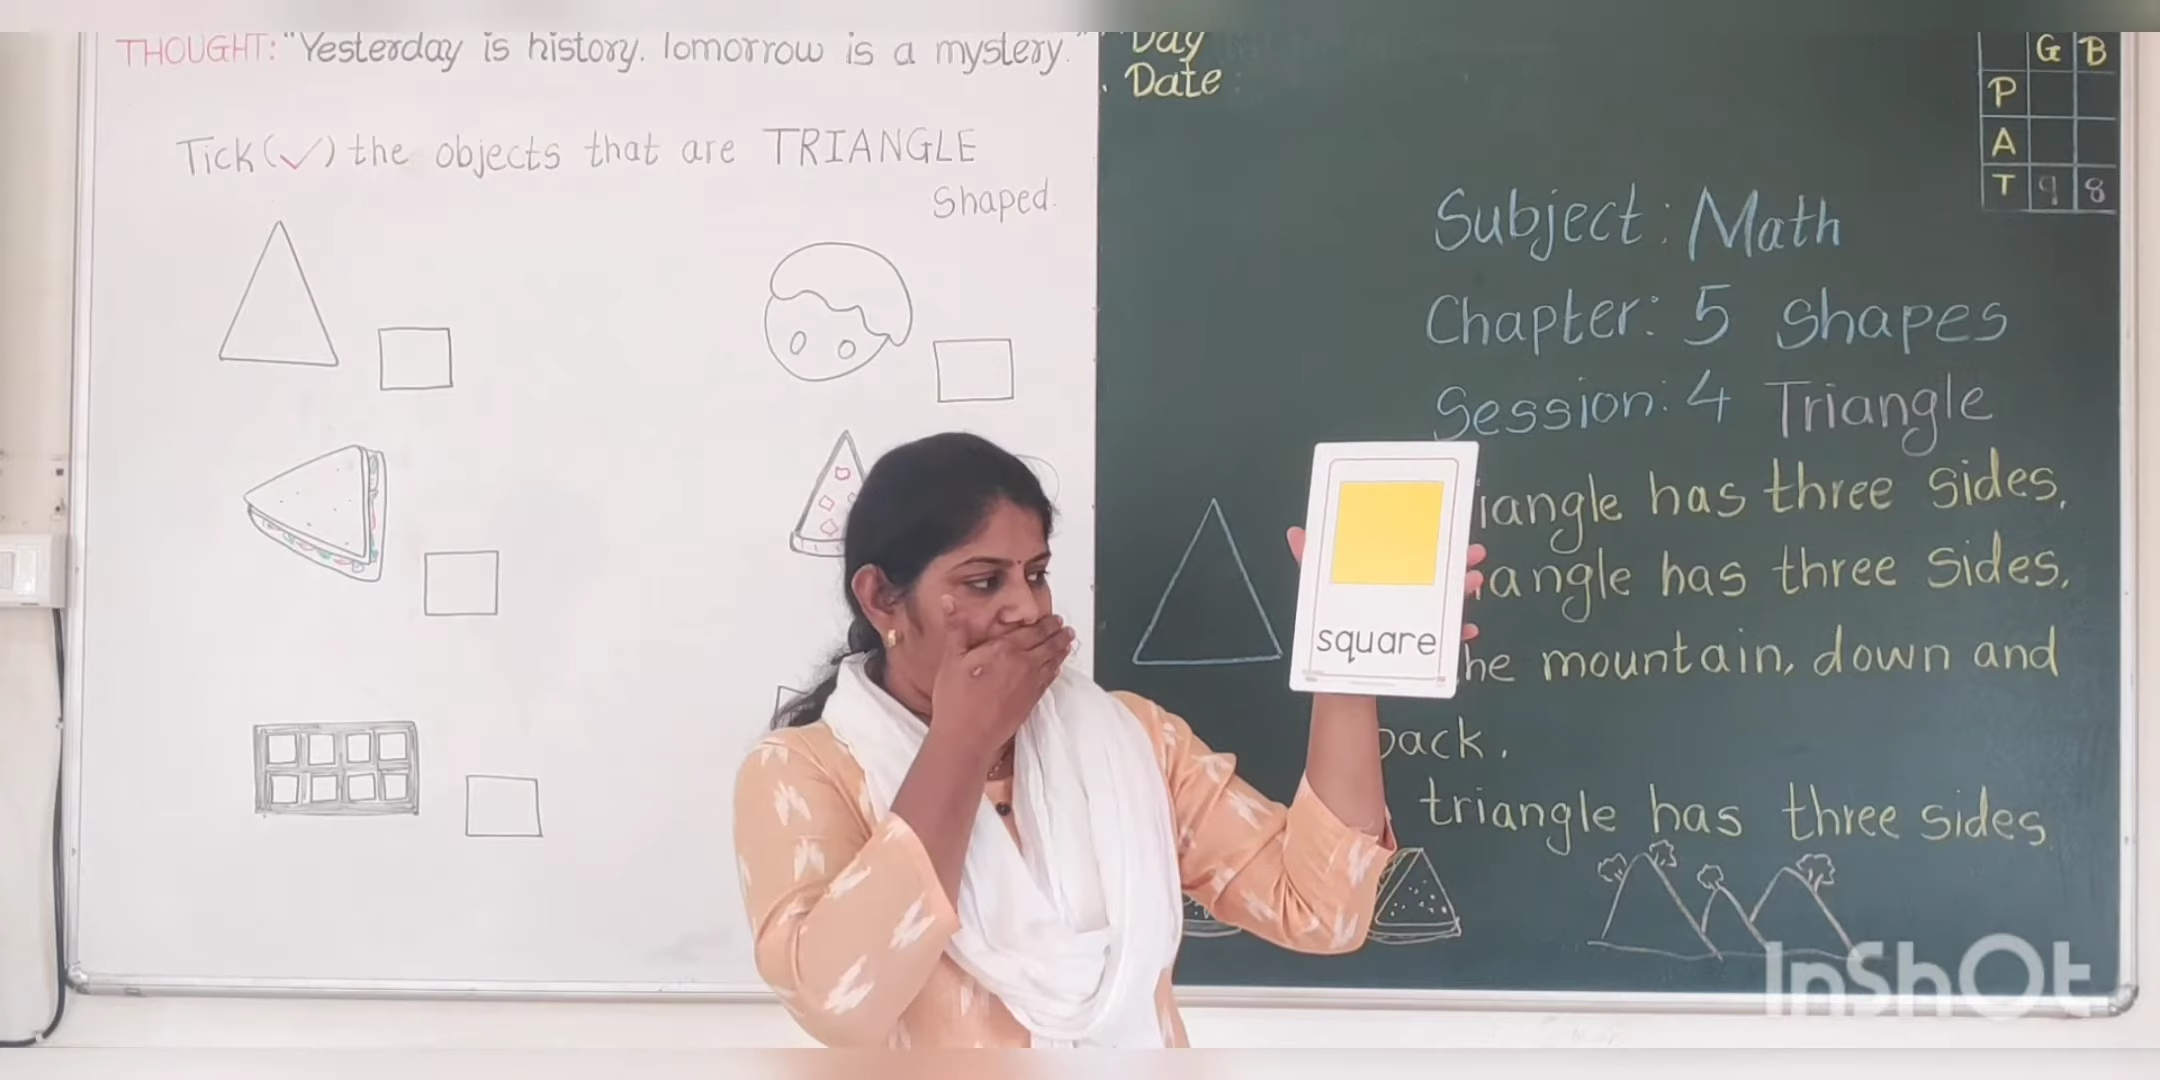 THOUGHT: "Yesterday is history. Tomorrow is a mystery."
Tick (✓) the objects that are TRIANGLE
Shaped.
Day
Date
G B
P
A
T 9 8
Subject: Math
Chapter: 5 Shapes
Session: 4 Triangle
iangle has three sides.
angle has three sides.
he mountain, down and
back.
triangle has three sides.
square
InShOt